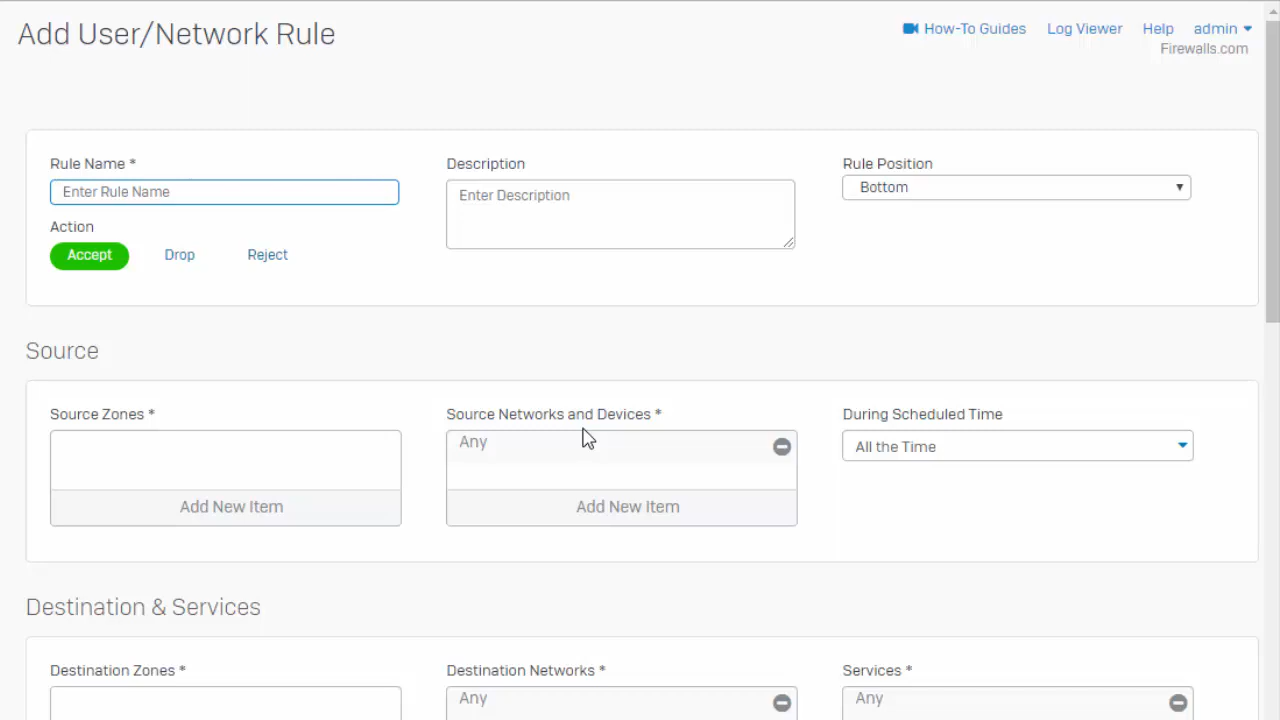 Add User/Network Rule
How-To Guides Log Viewer Help admin
Firewalls.com
Rule Name * Description Rule Position
Enter Rule Name Enter Description Bottom
Action
Accept Drop Reject
Source
Source Zones * Source Networks and Devices * During Scheduled Time
Any All the Time
Add New Item Add New Item
Destination & Services
Destination Zones * Destination Networks * Services *
Any Any